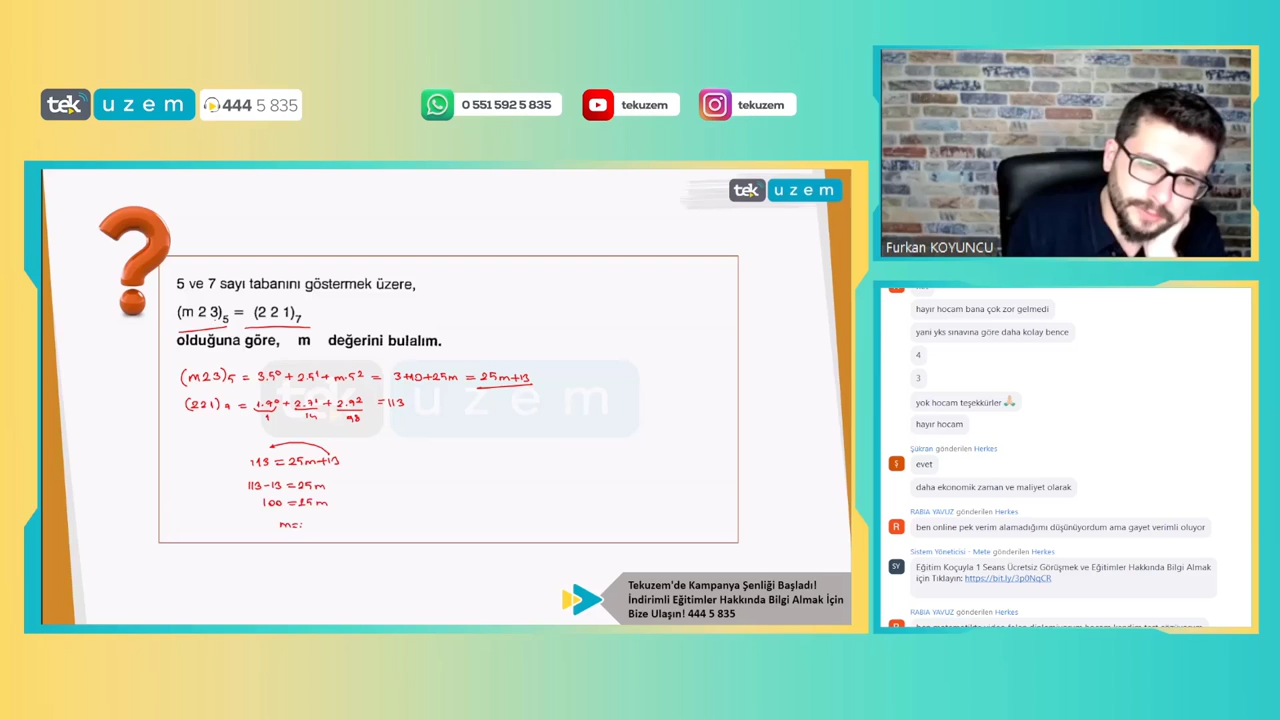 tek uzem 444 5 835
0 551 592 5 835
tekuzem
tekuzem
tek uzem
5 ve 7 sayı tabanını göstermek üzere,
(m 2 3)5 = (2 2 1)7
olduğuna göre, m değerini bulalım.
(m23)5 = 3.5⁰ + 2.5¹ + m.5² = 3+10+25m = 25m+13
(221)7 = 1.7⁰ + 2.7¹ + 2.7² = 113
1 14 98
113 = 25m+13
113-13 = 25m
100 = 25m
m=
tek uzem
Tekuzem'de Kampanya Şenliği Başladı!
İndirimli Eğitimler Hakkında Bilgi Almak İçin
Bize Ulaşın! 444 5 835
Furkan KOYUNCU -
hayır hocam bana çok zor gelmedi
yani yks sınavına göre daha kolay bence
4
3
yok hocam teşekkürler 🙏🏻
hayır hocam
Şükran gönderilen Herkes
Ş
evet
daha ekonomik zaman ve maliyet olarak
RABIA YAVUZ gönderilen Herkes
R
ben online pek verim alamadığımı düşünüyordum ama gayet verimli oluyor
Sistem Yöneticisi - Mete gönderilen Herkes
SY
Eğitim Koçuyla 1 Seans Ücretsiz Görüşmek ve Eğitimler Hakkında Bilgi Almak
için Tıklayın: https://bit.ly/3p0NqCR
RABIA YAVUZ gönderilen Herkes